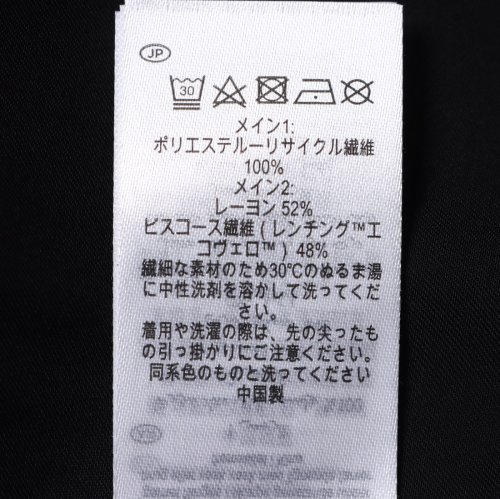 JP
30
メイン1:
ポリエステルーリサイクル繊維
100%
メイン2:
レーヨン 52%
ビスコース繊維 ( レンチング™エ
コヴェロ™ ) 48%
繊細な素材のため30℃のぬるま湯
に中性洗剤を溶かして洗ってくだ
さい。
着用や洗濯の際は、先の尖ったも
の引っ掛かりにご注意ください。
同系色のものと洗ってください
中国製